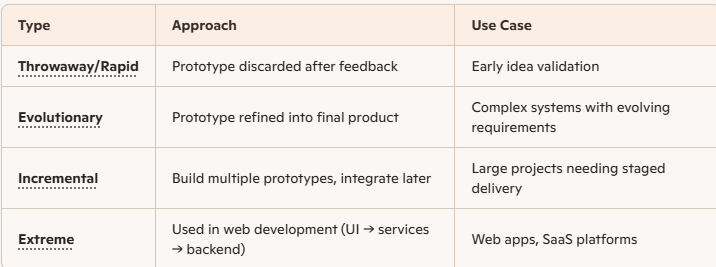 Type Approach Use Case
Throwaway/Rapid Prototype discarded after feedback Early idea validation
Evolutionary Prototype refined into final product Complex systems with evolving
requirements
Incremental Build multiple prototypes, integrate later Large projects needing staged
delivery
Extreme Used in web development (UI → services
→ backend) Web apps, SaaS platforms